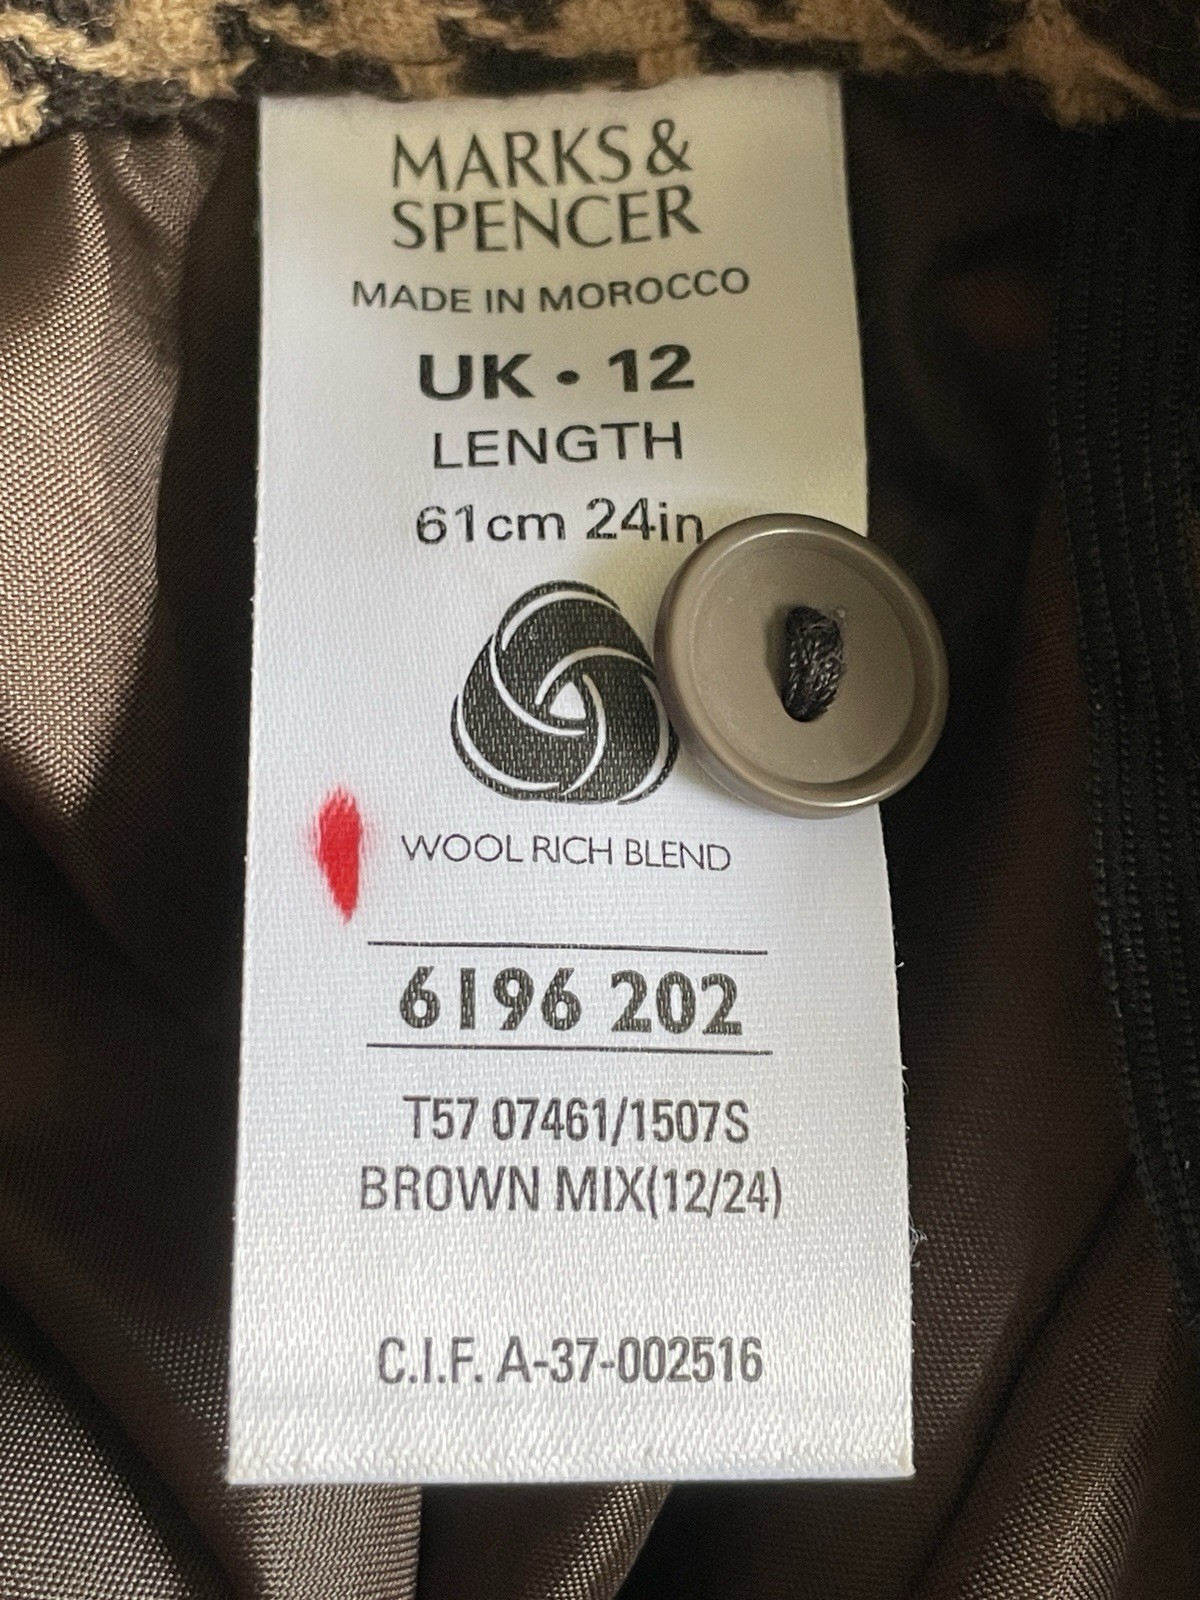 MARKS &
SPENCER
MADE IN MOROCCO
UK • 12
LENGTH
61cm 24in
WOOL RICH BLEND
6196 202
T57 07461/1507S
BROWN MIX(12/24)
C.I.F. A-37-002516